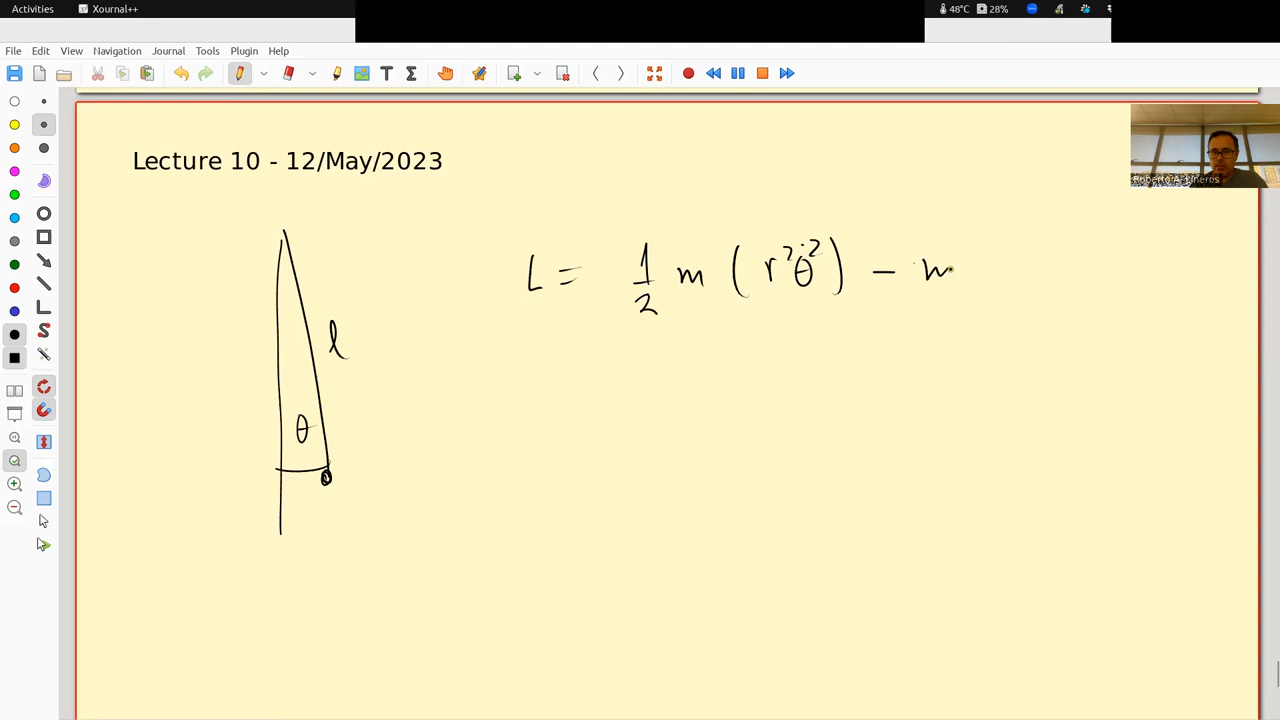 Activities Xournal++ 48°C 28%
File Edit View Navigation Journal Tools Plugin Help
Lecture 10 - 12/May/2023
L = 1/2 m ( r² θ̇² ) - m
l
θ